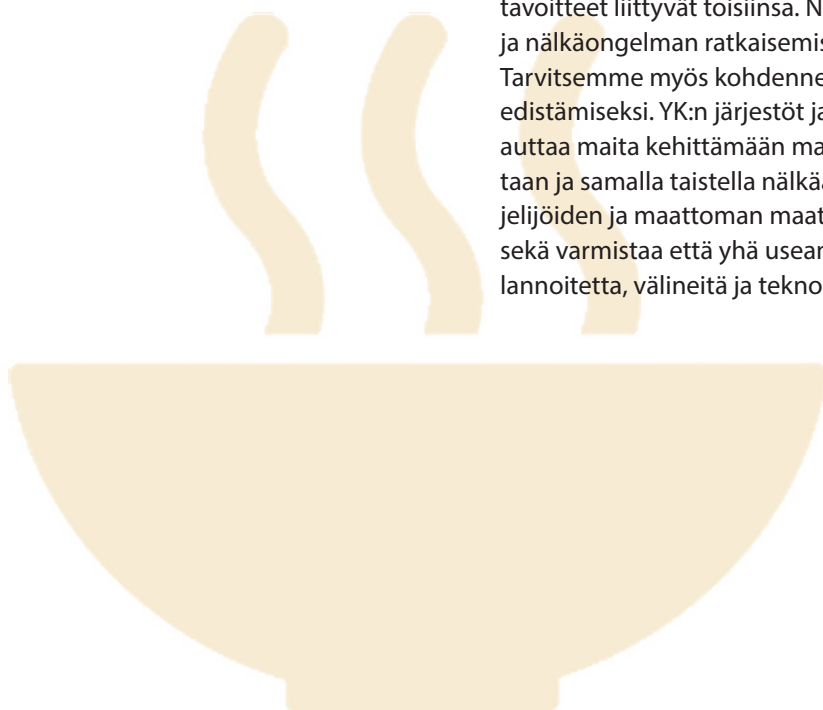 tavoitteet liittyvät toisiinsa. N
ja nälkäongelman ratkaisemis
Tarvitsemme myös kohdenne
edistämiseksi. YK:n järjestöt ja
auttaa maita kehittämään ma
taan ja samalla taistella nälkä
jelijöiden ja maattoman maat
sekä varmistaa että yhä usear
lannoitetta, välineitä ja tekno